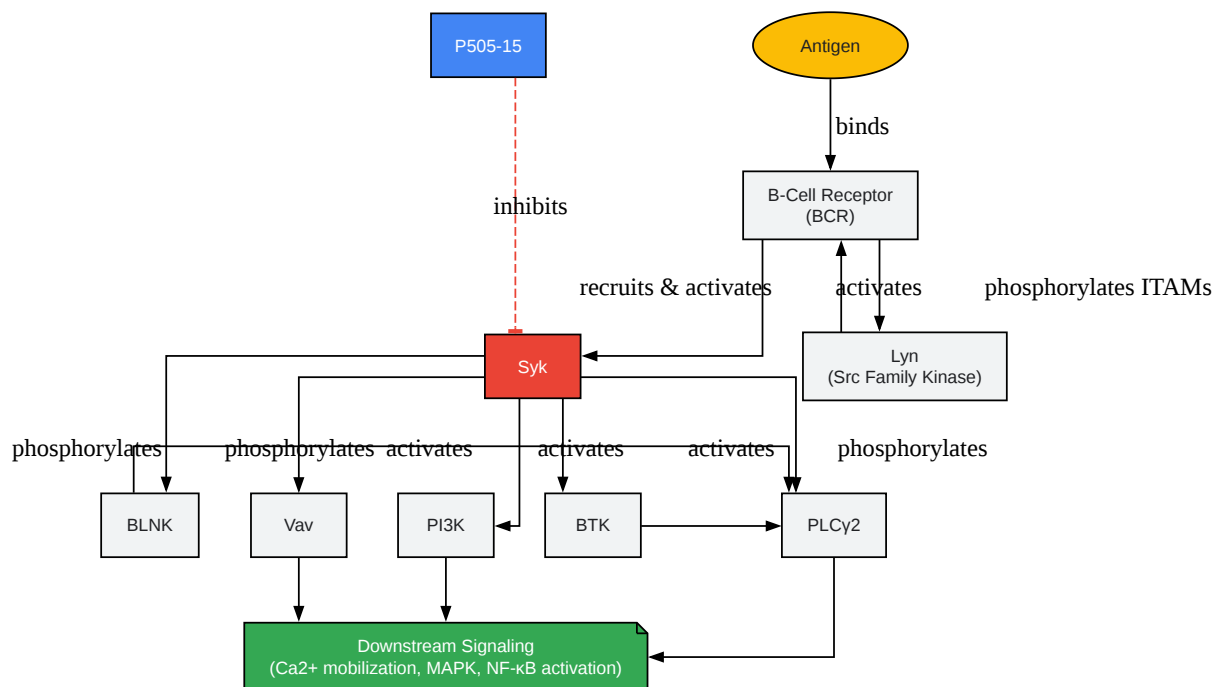 P505-15
Antigen
binds
B-Cell Receptor
(BCR)
inhibits
recruits & activates
activates
phosphorylates ITAMs
Syk
Lyn
(Src Family Kinase)
phosphorylates
phosphorylates
activates
activates
activates
phosphorylates
BLNK
Vav
PI3K
BTK
PLCγ2
Downstream Signaling
(Ca2+ mobilization, MAPK, NF-κB activation)